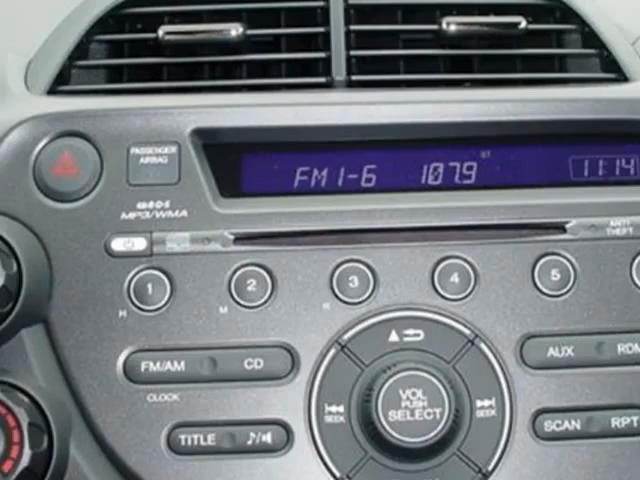 PASSENGER
AIRBAG
FM1-6 107.9 ST 11:14
MP3/WMA
ANTI-
THEFT
1 2 3 4 5
H M R
FM/AM CD
CLOCK
AUX RDM
SEEK
VOL
PUSH
SELECT
SEEK
TITLE
SCAN RPT